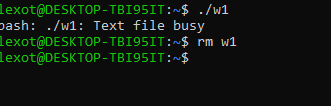 lexot@DESKTOP-TBI95IT:~$ ./w1
bash: ./w1: Text file busy
lexot@DESKTOP-TBI95IT:~$ rm w1
lexot@DESKTOP-TBI95IT:~$